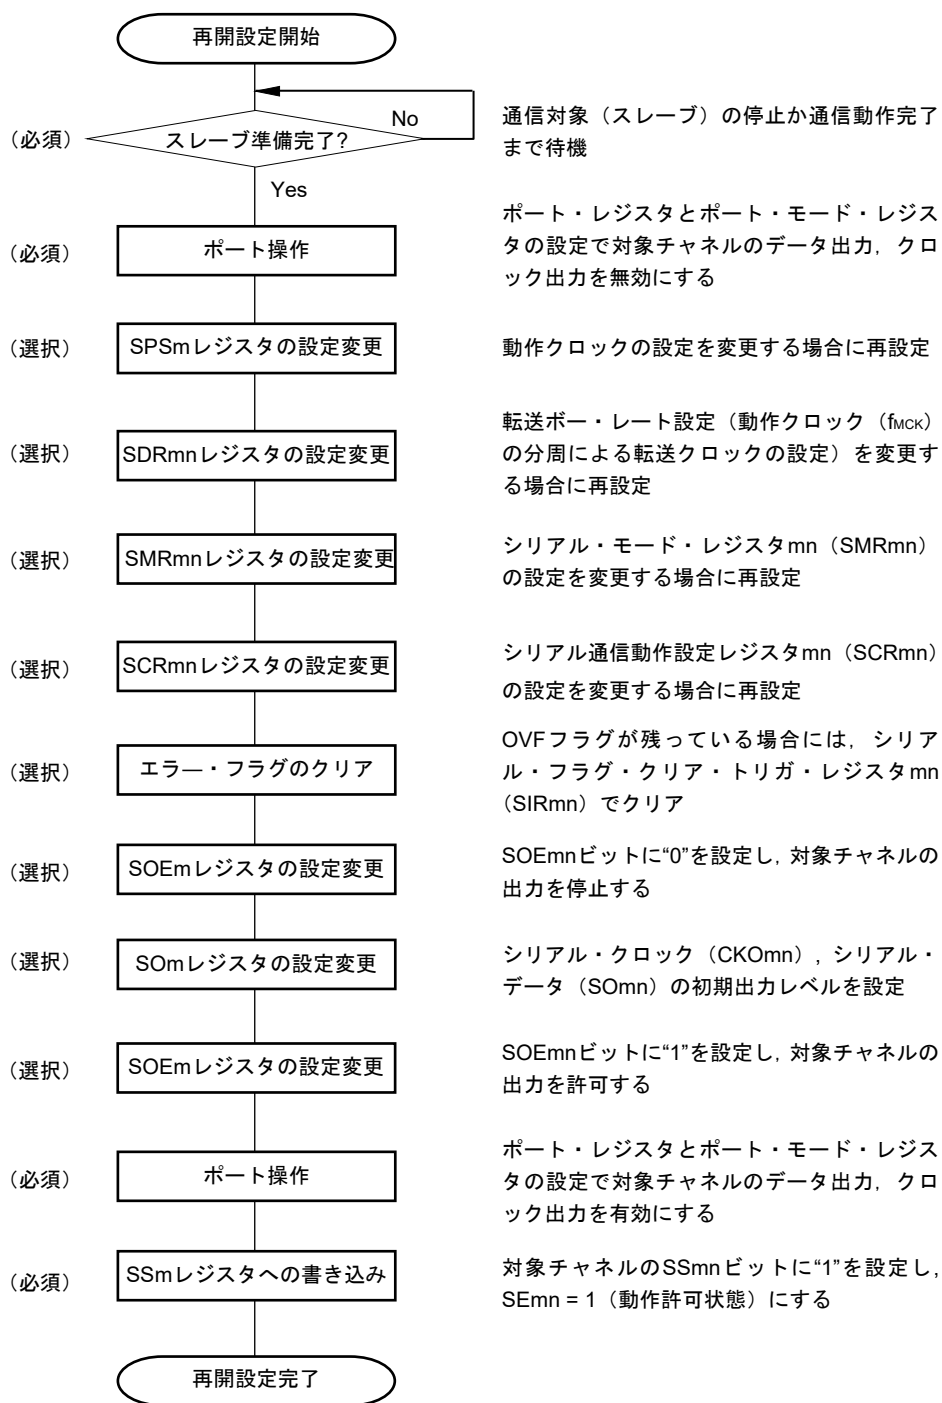 再開設定開始
No
(必須)
スレーブ準備完了?
通信対象（スレーブ）の停止か通信動作完了
まで待機
Yes
(必須)
ポート操作
ポート・レジスタとポート・モード・レジス
タの設定で対象チャネルのデータ出力，クロ
ック出力を無効にする
（選択）
SPSmレジスタの設定変更
動作クロックの設定を変更する場合に再設定
（選択）
SDRmnレジスタの設定変更
転送ボー・レート設定（動作クロック（fMCK）
の分周による転送クロックの設定）を変更す
る場合に再設定
（選択）
SMRmnレジスタの設定変更
シリアル・モード・レジスタmn（SMRmn）
の設定を変更する場合に再設定
（選択）
SCRmnレジスタの設定変更
シリアル通信動作設定レジスタmn（SCRmn）
の設定を変更する場合に再設定
（選択）
エラ―・フラグのクリア
OVFフラグが残っている場合には，シリア
ル・フラグ・クリア・トリガ・レジスタmn
（SIRmn）でクリア
（選択）
SOEmレジスタの設定変更
SOEmnビットに“0”を設定し，対象チャネルの
出力を停止する
（選択）
SOmレジスタの設定変更
シリアル・クロック（CKOmn）, シリアル・
データ（SOmn）の初期出力レベルを設定
（選択）
SOEmレジスタの設定変更
SOEmnビットに“1”を設定し，対象チャネルの
出力を許可する
（必須）
ポート操作
ポート・レジスタとポート・モード・レジス
タの設定で対象チャネルのデータ出力，クロ
ック出力を有効にする
（必須）
SSmレジスタへの書き込み
対象チャネルのSSmnビットに“1”を設定し，
SEmn = 1（動作許可状態）にする
再開設定完了